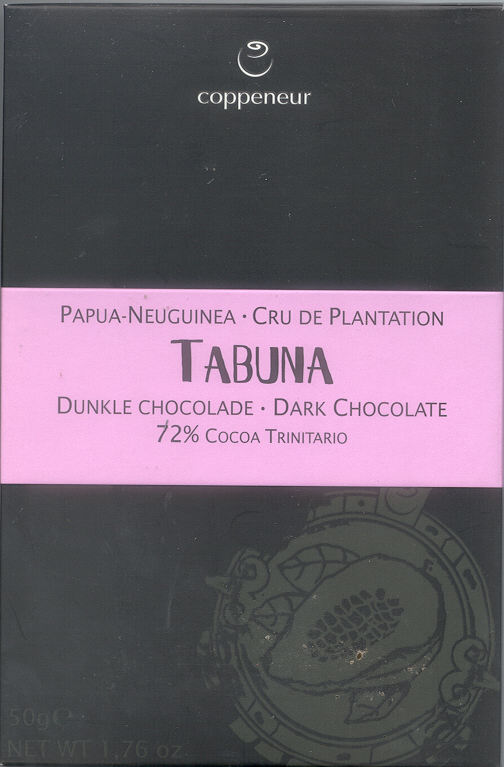 coppeneur
PAPUA-NEUGUINEA · CRU DE PLANTATION
TABUNA
DUNKLE CHOCOLADE · DARK CHOCOLATE
72% COCOA TRINITARIO
50g℮
NET WT 1,76 oz.